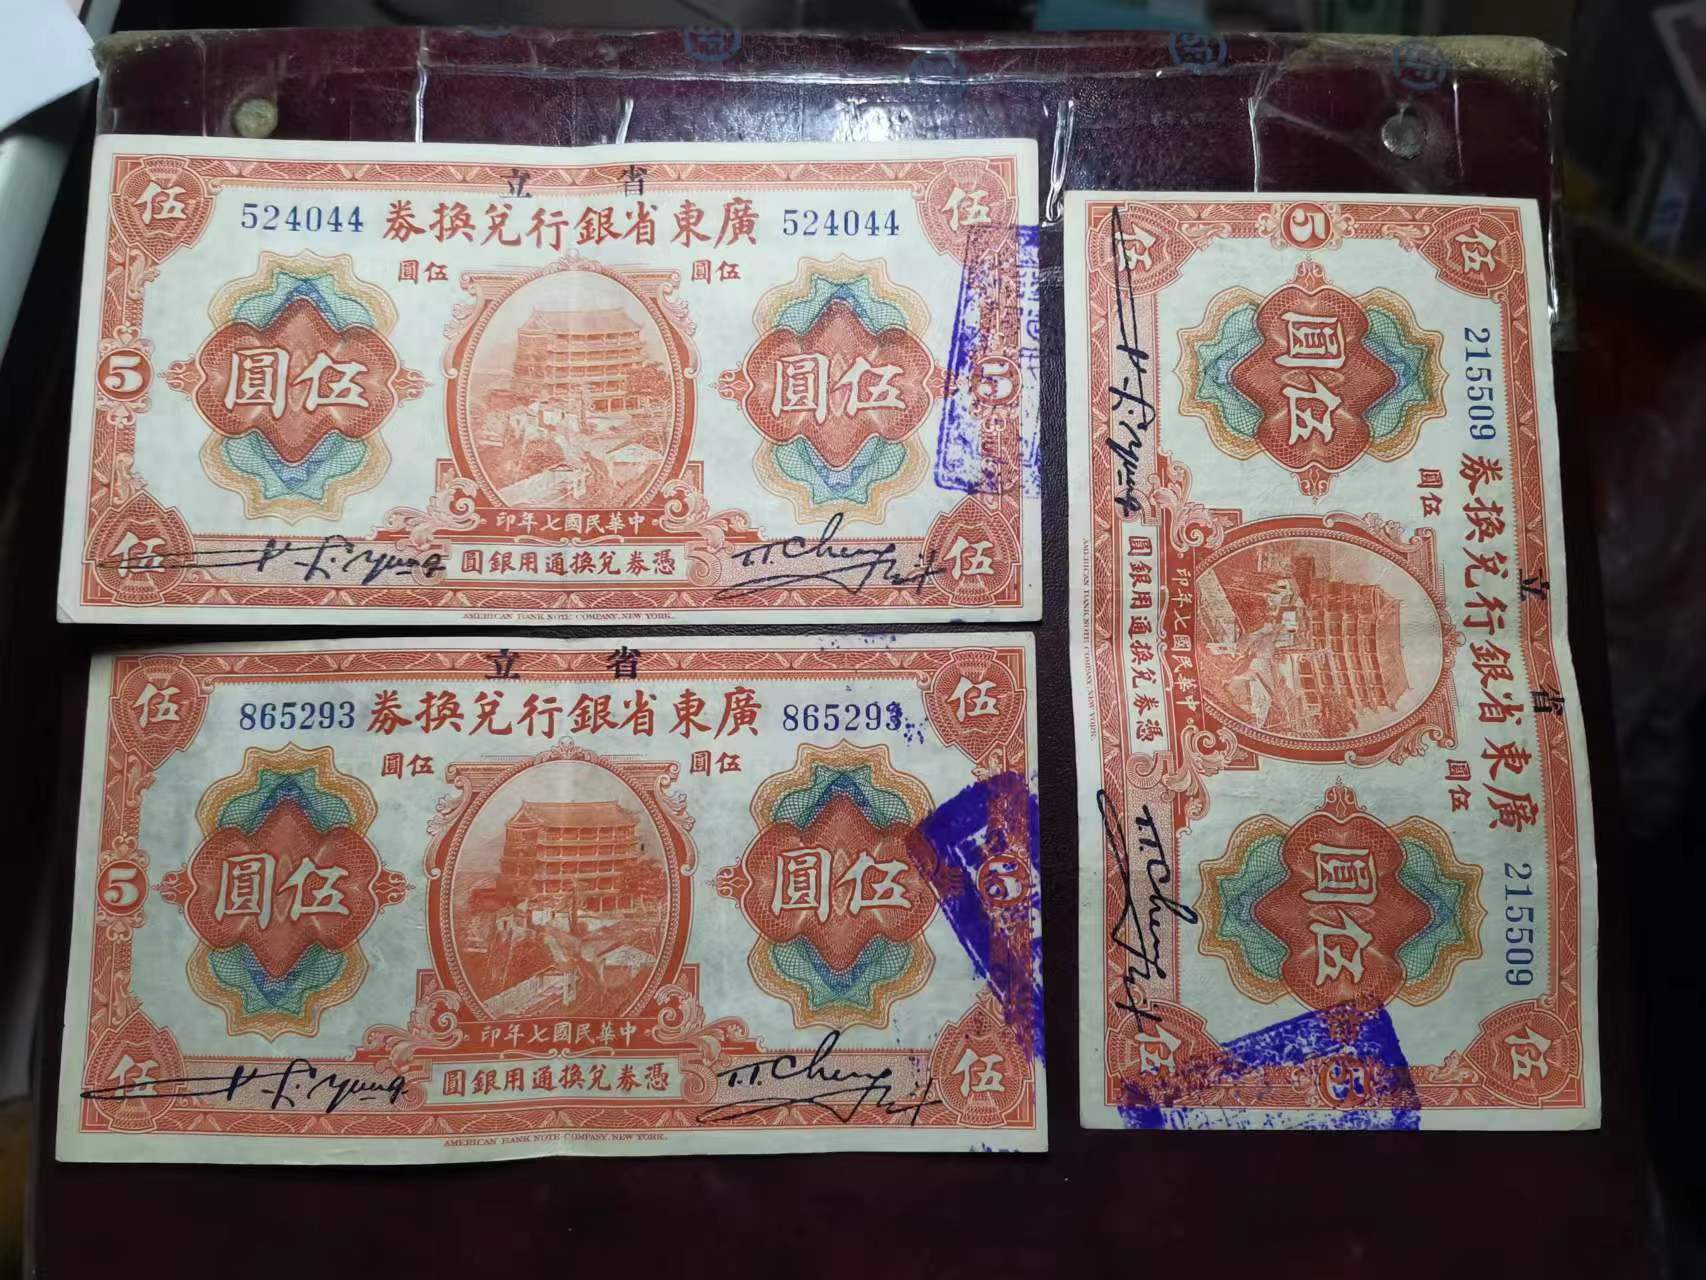 省立
廣東省銀行兌換券
524044 524044
伍圓 伍圓
伍 伍
伍圓 伍圓
5 5
中華民國七年印
憑券兌換通用銀圓
伍 伍
T.T. Cheng
AMERICAN BANK NOTE COMPANY, NEW YORK.
省立
廣東省銀行兌換券
865293 865293
伍圓 伍圓
伍 伍
伍圓 伍圓
5 5
中華民國七年印
憑券兌換通用銀圓
伍 伍
T.T. Cheng
AMERICAN BANK NOTE COMPANY, NEW YORK.
省立
廣東省銀行兌換券
215509 215509
伍圓 伍圓
伍 伍
伍圓 伍圓
5 5
中華民國七年印
憑券兌換通用銀圓
伍 伍
T.T. Cheng
AMERICAN BANK NOTE COMPANY, NEW YORK.